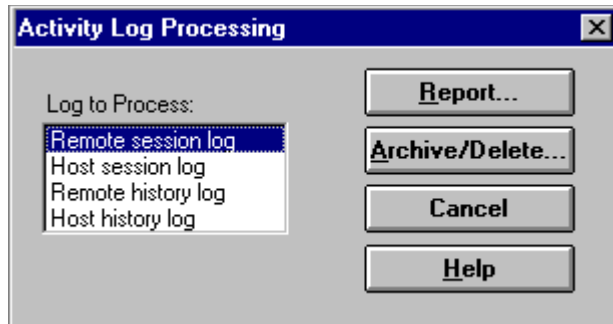 Activity Log Processing
Log to Process:
Remote session log
Host session log
Remote history log
Host history log
Report...
Archive/Delete...
Cancel
Help